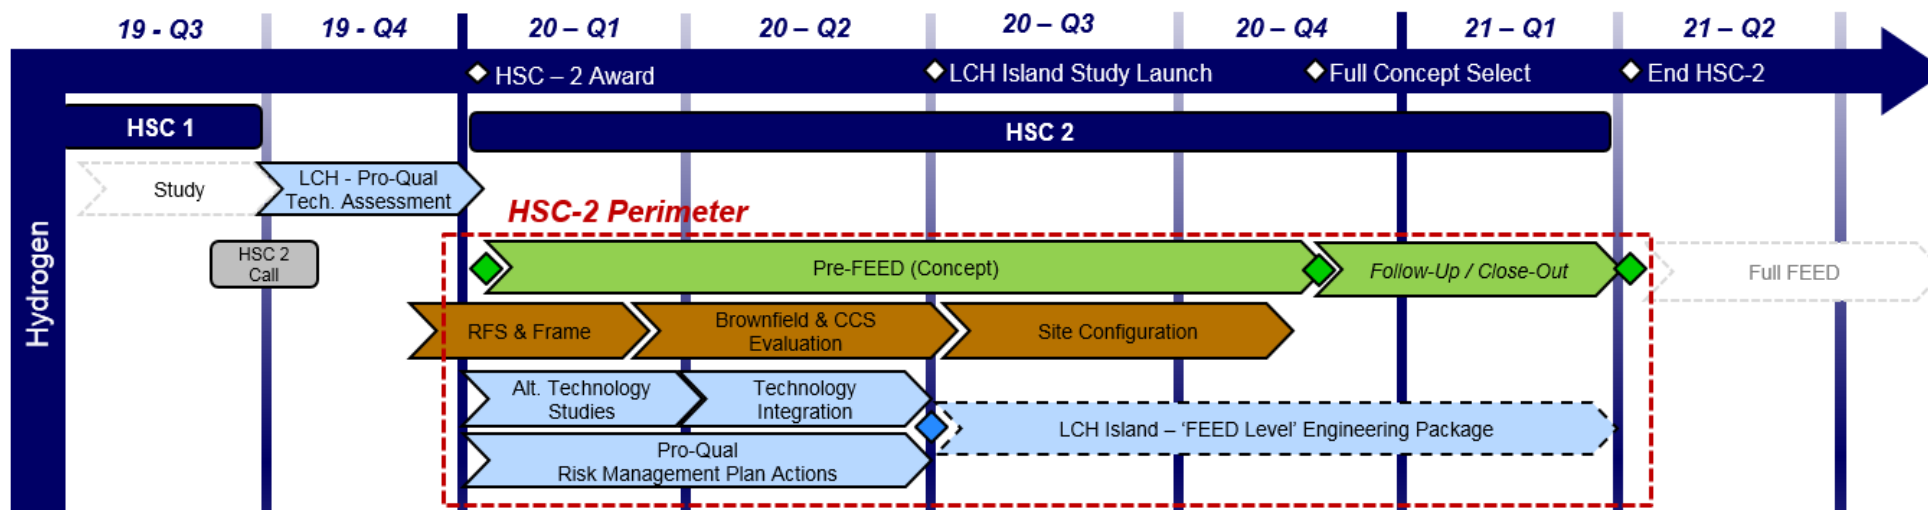 19 - Q3
19 - Q4
20 – Q1
20 – Q2
20 – Q3
20 – Q4
21 – Q1
21 – Q2
HSC – 2 Award
LCH Island Study Launch
Full Concept Select
End HSC-2
Hydrogen
HSC 1
HSC 2
Study
LCH - Pro-Qual
Tech. Assessment
HSC-2 Perimeter
HSC 2
Call
Pre-FEED (Concept)
Follow-Up / Close-Out
Full FEED
RFS & Frame
Brownfield & CCS
Evaluation
Site Configuration
Alt. Technology
Studies
Technology
Integration
LCH Island – ‘FEED Level’ Engineering Package
Pro-Qual
Risk Management Plan Actions